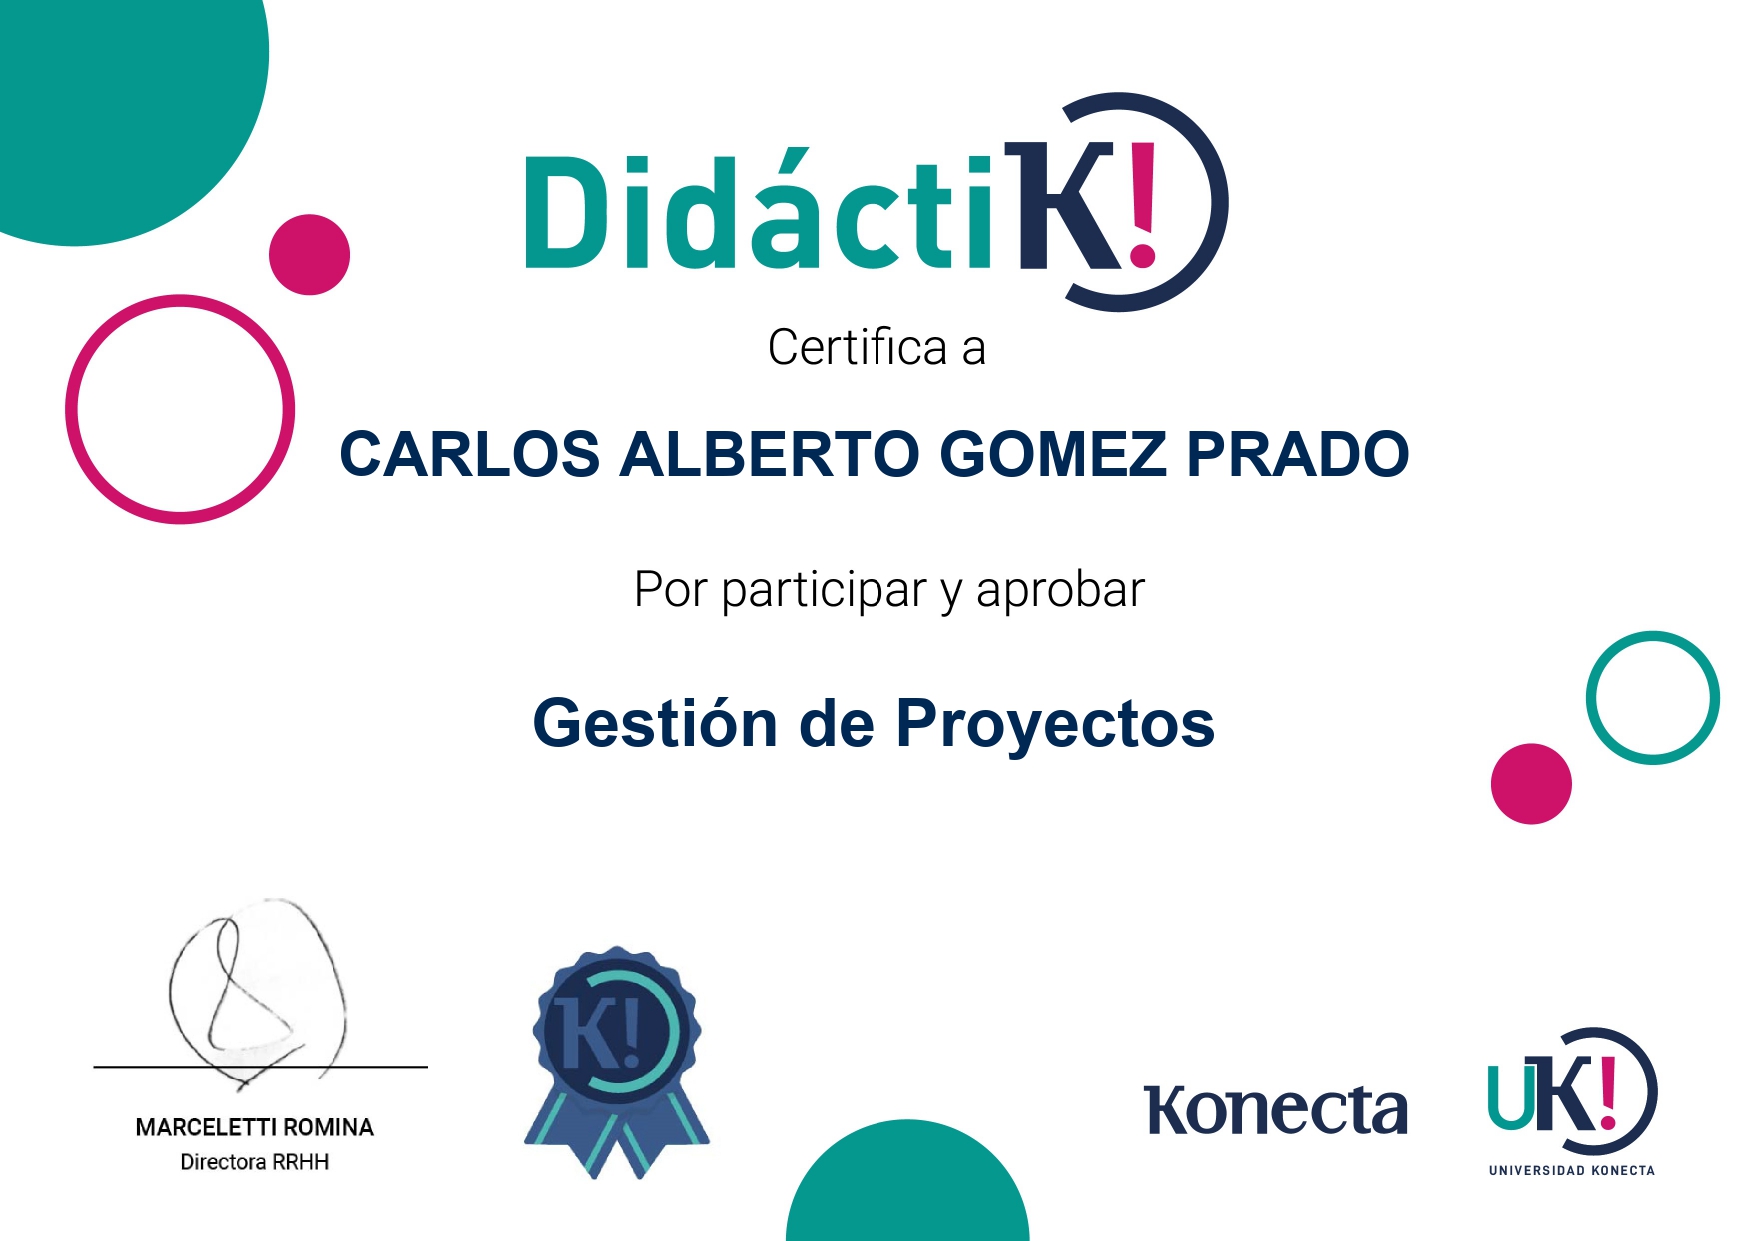 DidáctiK!
Certifica a
CARLOS ALBERTO GOMEZ PRADO
Por participar y aprobar
Gestión de Proyectos
MARCELETTI ROMINA
Directora RRHH
K!
Konecta
UK!
UNIVERSIDAD KONECTA